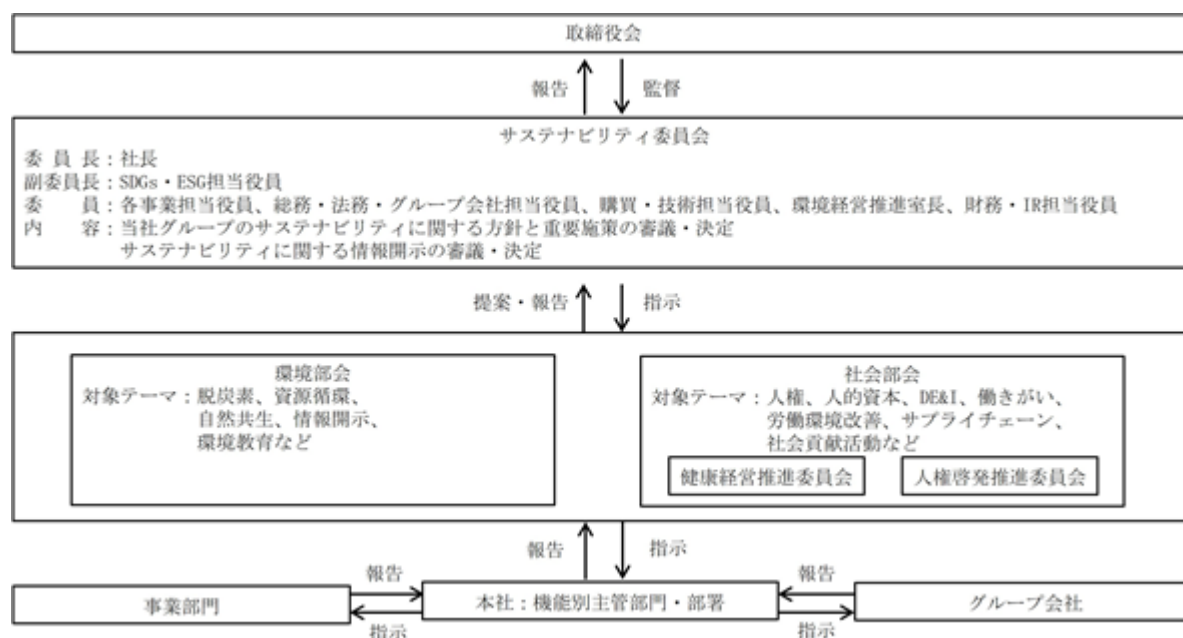 取締役会
報告
監督
サステナビリティ委員会
委 員 長：社長
副委員長：SDGs・ESG担当役員
委　　員：各事業担当役員、総務・法務・グループ会社担当役員、購買・技術担当役員、環境経営推進室長、財務・IR担当役員
内　　容：当社グループのサステナビリティに関する方針と重要施策の審議・決定
サステナビリティに関する情報開示の審議・決定
提案・報告
指示
環境部会
対象テーマ：脱炭素、資源循環、
自然共生、情報開示、
環境教育など
社会部会
対象テーマ：人権、人的資本、DE&I、働きがい、
労働環境改善、サプライチェーン、
社会貢献活動など
健康経営推進委員会
人権啓発推進委員会
報告
指示
事業部門
報告
指示
本社：機能別主管部門・部署
報告
指示
グループ会社